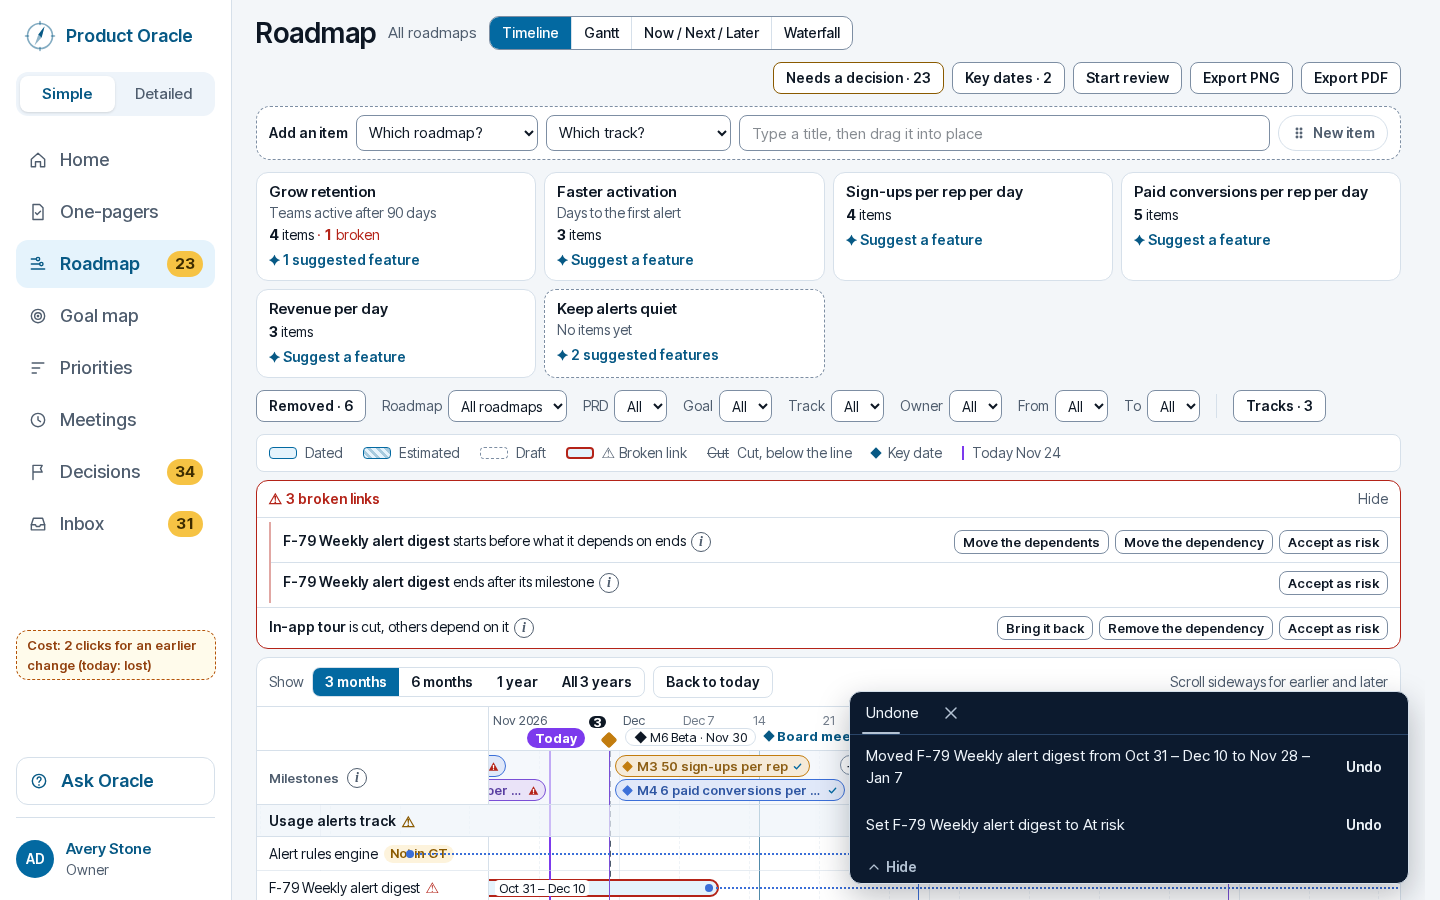 Product Oracle
Simple
Detailed
Home
One-pagers
Roadmap
23
Goal map
Priorities
Meetings
Decisions
34
Inbox
31
Cost: 2 clicks for an earlier
change (today: lost)
Ask Oracle
AD
Avery Stone
Owner
Roadmap
All roadmaps
Timeline
Gantt
Now / Next / Later
Waterfall
Needs a decision · 23
Key dates · 2
Start review
Export PNG
Export PDF
Add an item
Which roadmap?
Which track?
Type a title, then drag it into place
New item
Grow retention
Teams active after 90 days
4 items · 1 broken
1 suggested feature
Faster activation
Days to the first alert
3 items
Suggest a feature
Sign-ups per rep per day
4 items
Suggest a feature
Paid conversions per rep per day
5 items
Suggest a feature
Revenue per day
3 items
Suggest a feature
Keep alerts quiet
No items yet
2 suggested features
Removed · 6
Roadmap
All roadmaps
PRD
All
Goal
All
Track
All
Owner
All
From
All
To
All
Tracks · 3
Dated
Estimated
Draft
⚠ Broken link
Cut
Cut, below the line
Key date
Today Nov 24
⚠ 3 broken links
Hide
F-79 Weekly alert digest starts before what it depends on ends
Move the dependents
Move the dependency
Accept as risk
F-79 Weekly alert digest ends after its milestone
Accept as risk
In-app tour is cut, others depend on it
Bring it back
Remove the dependency
Accept as risk
Show
3 months
6 months
1 year
All 3 years
Back to today
Scroll sideways for earlier and later
Nov 2026
3
Dec
Dec 7
14
21
Today
M6 Beta · Nov 30
Board mee
Milestones
M3 50 sign-ups per rep
per ...
M4 6 paid conversions per ...
Usage alerts track
Alert rules engine
F-79 Weekly alert digest
Oct 31 – Dec 10
Undone
Moved F-79 Weekly alert digest from Oct 31 – Dec 10 to Nov 28 –
Jan 7
Undo
Set F-79 Weekly alert digest to At risk
Undo
Hide